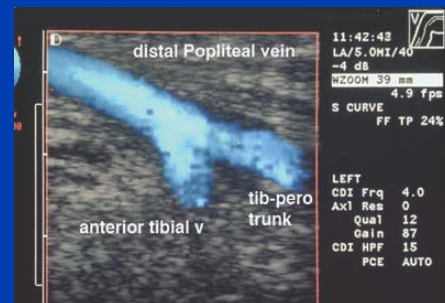 distal Popliteal vein
anterior tibial v
tib-pero
trunk
11:42:43
LA/5.0MI/40
-4 dB
WZOOM 39 mm
4.9 fps
S CURVE
FF TP 24%
LEFT
CDI Frq 4.0
Axl Res 0
Qual 12
Gain 87
CDI HPF 15
PCE AUTO